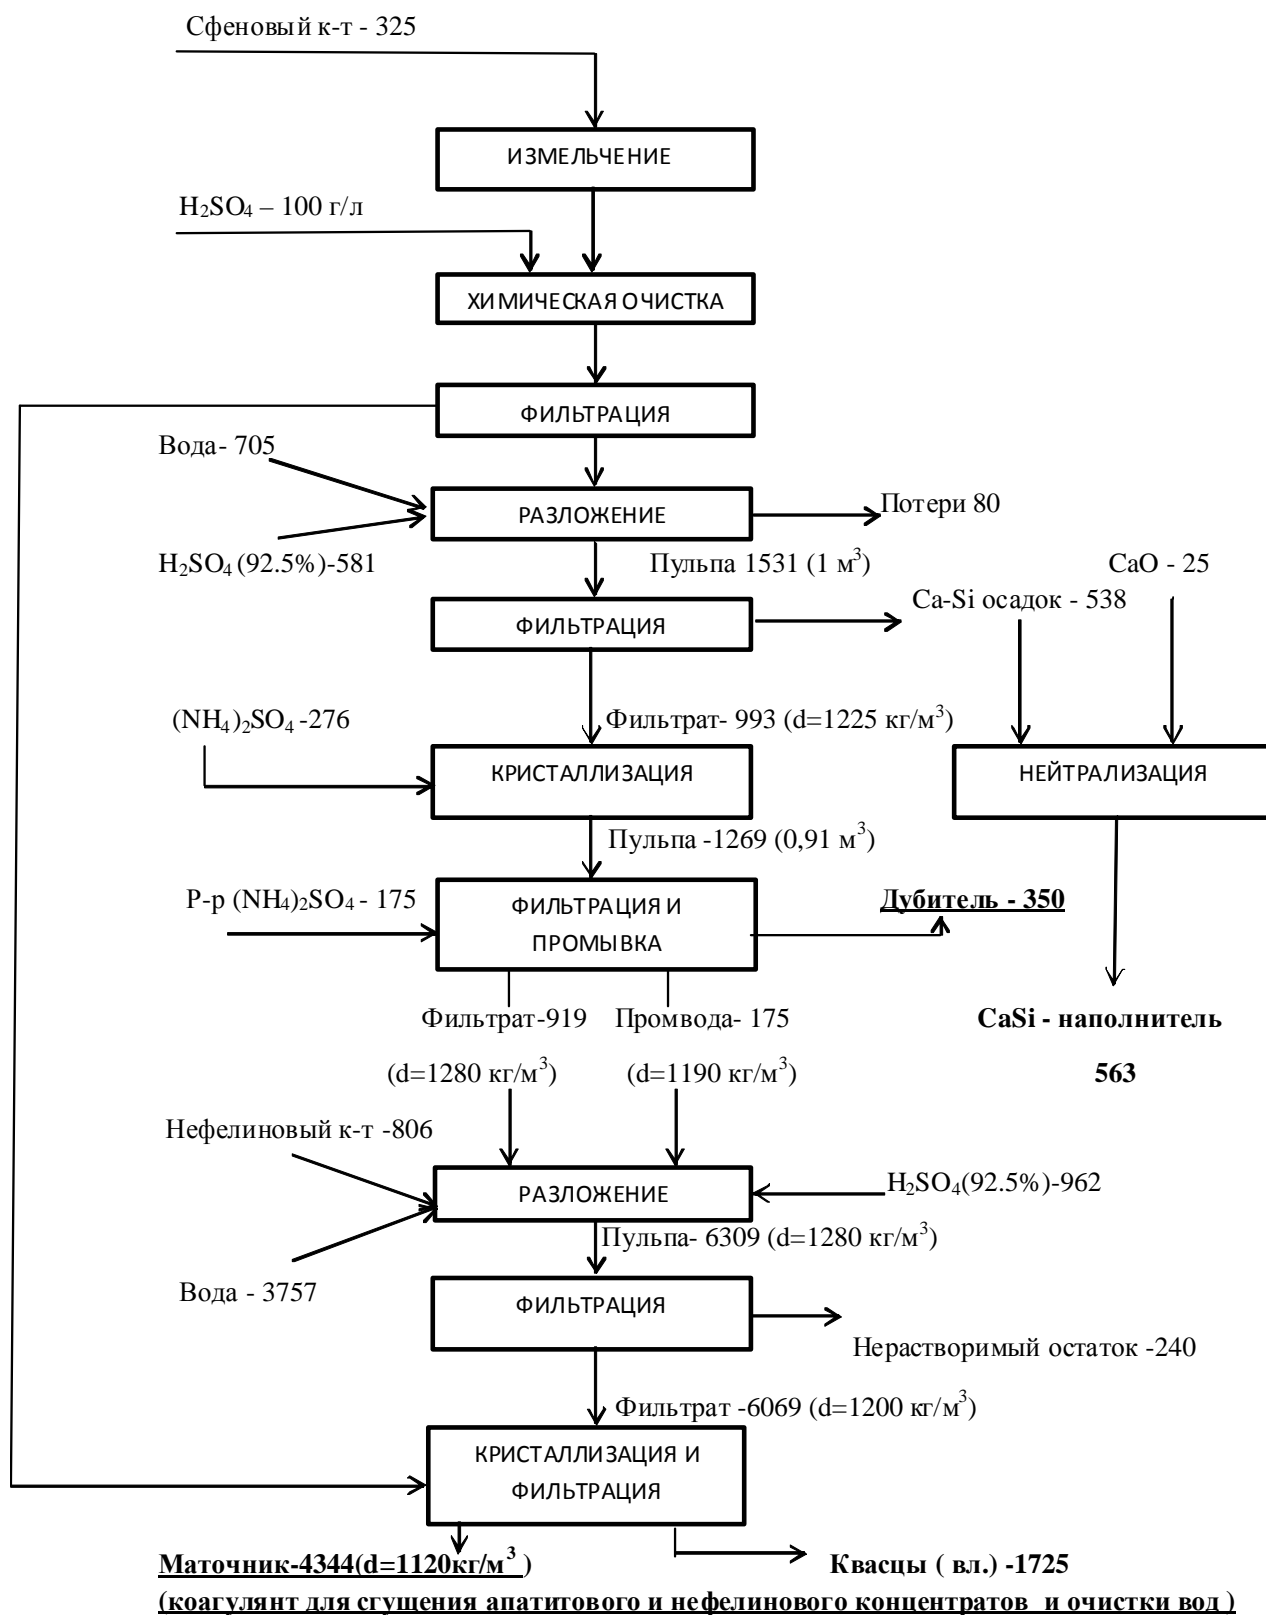 Сфеновый к-т - 325
ИЗМЕЛЬЧЕНИЕ
H₂SO₄ – 100 г/л
ХИМИЧЕСКАЯ ОЧИСТКА
ФИЛЬТРАЦИЯ
Вода- 705
РАЗЛОЖЕНИЕ
Потери 80
H₂SO₄ (92.5%)-581
Пульпа 1531 (1 м³)
CaO - 25
Ca-Si осадок - 538
ФИЛЬТРАЦИЯ
(NH₄)₂SO₄ -276
Фильтрат- 993 (d=1225 кг/м³)
КРИСТАЛЛИЗАЦИЯ
НЕЙТРАЛИЗАЦИЯ
Пульпа -1269 (0,91 м³)
Р-р (NH₄)₂SO₄ - 175
ФИЛЬТРАЦИЯ И
ПРОМЫВКА
Дубитель - 350
Фильтрат-919
Промвода- 175
CaSi - наполнитель
(d=1280 кг/м³)
(d=1190 кг/м³)
563
Нефелиновый к-т -806
РАЗЛОЖЕНИЕ
H₂SO₄(92.5%)-962
Пульпа- 6309 (d=1280 кг/м³)
Вода - 3757
ФИЛЬТРАЦИЯ
Нерастворимый остаток -240
Фильтрат -6069 (d=1200 кг/м³)
КРИСТАЛЛИЗАЦИЯ И
ФИЛЬТРАЦИЯ
Маточник-4344(d=1120кг/м³ )
Квасцы ( вл.) -1725
(коагулянт для сгущения апатитового и нефелинового концентратов и очистки вод )